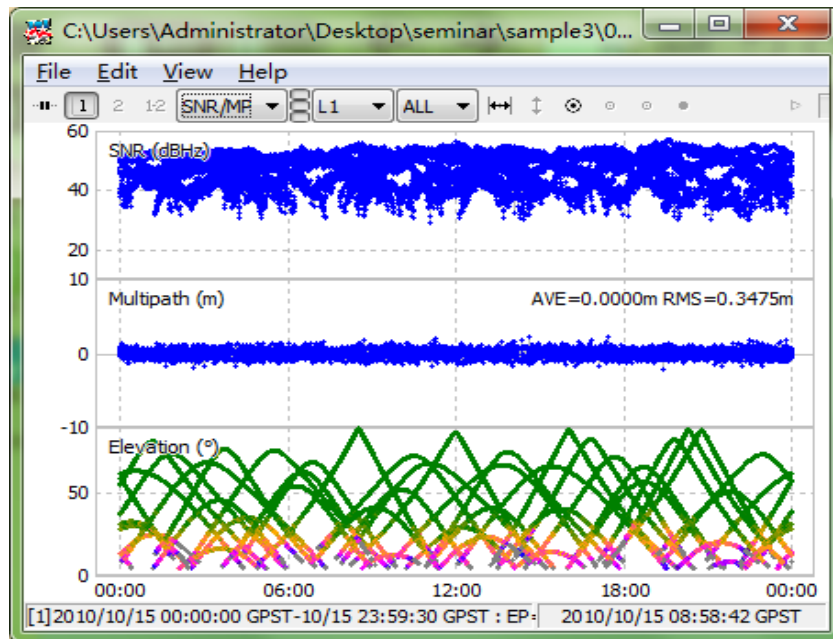 C:\Users\Administrator\Desktop\seminar\sample3\0...
File Edit View Help
1 2 1-2 SNR/MP L1 ALL
60
SNR (dBHz)
40
20
10
Multipath (m) AVE=0.0000m RMS=0.3475m
0
-10
Elevation (°)
50
0
00:00 06:00 12:00 18:00 00:00
[1]2010/10/15 00:00:00 GPST-10/15 23:59:30 GPST : EP= 2010/10/15 08:58:42 GPST